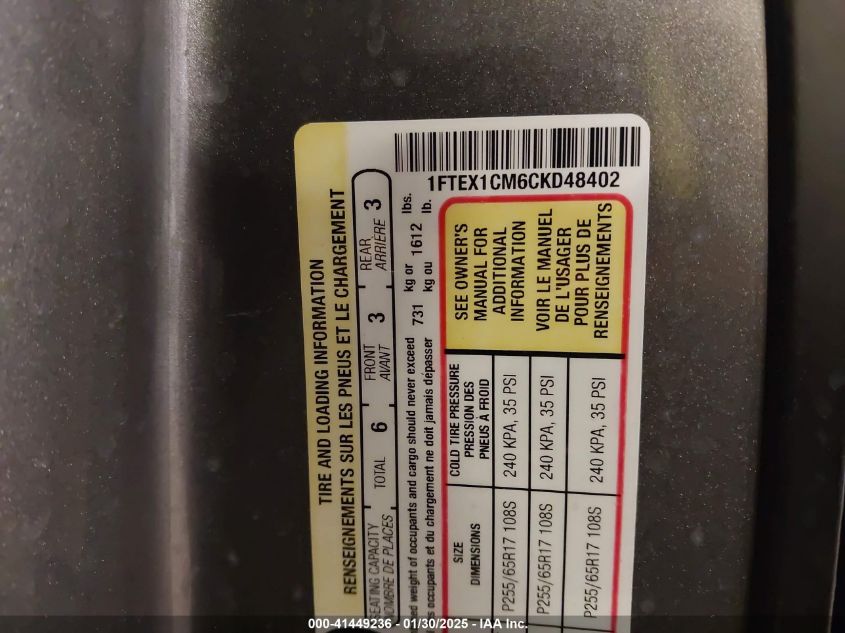 1FTEX1CM6CKD48402
TIRE AND LOADING INFORMATION
RENSEIGNEMENTS SUR LES PNEUS ET LE CHARGEMENT
SEATING CAPACITY TOTAL 6 FRONT 3 REAR 3
NOMBRE DE PLACES AVANT ARRIÈRE
weight of occupants and cargo should never exceed 731 kg or 1612 lbs.
occupants et du chargement ne doit jamais dépasser kg ou lb.
SIZE
DIMENSIONS
COLD TIRE PRESSURE
PRESSION DES
PNEUS À FROID
P255/65R17 108S 240 KPA, 35 PSI
P255/65R17 108S 240 KPA, 35 PSI
P255/65R17 108S 240 KPA, 35 PSI
SEE OWNER'S
MANUAL FOR
ADDITIONAL
INFORMATION
VOIR LE MANUEL
DE L'USAGER
POUR PLUS DE
RENSEIGNEMENTS
000-41449236 - 01/30/2025 - IAA Inc.